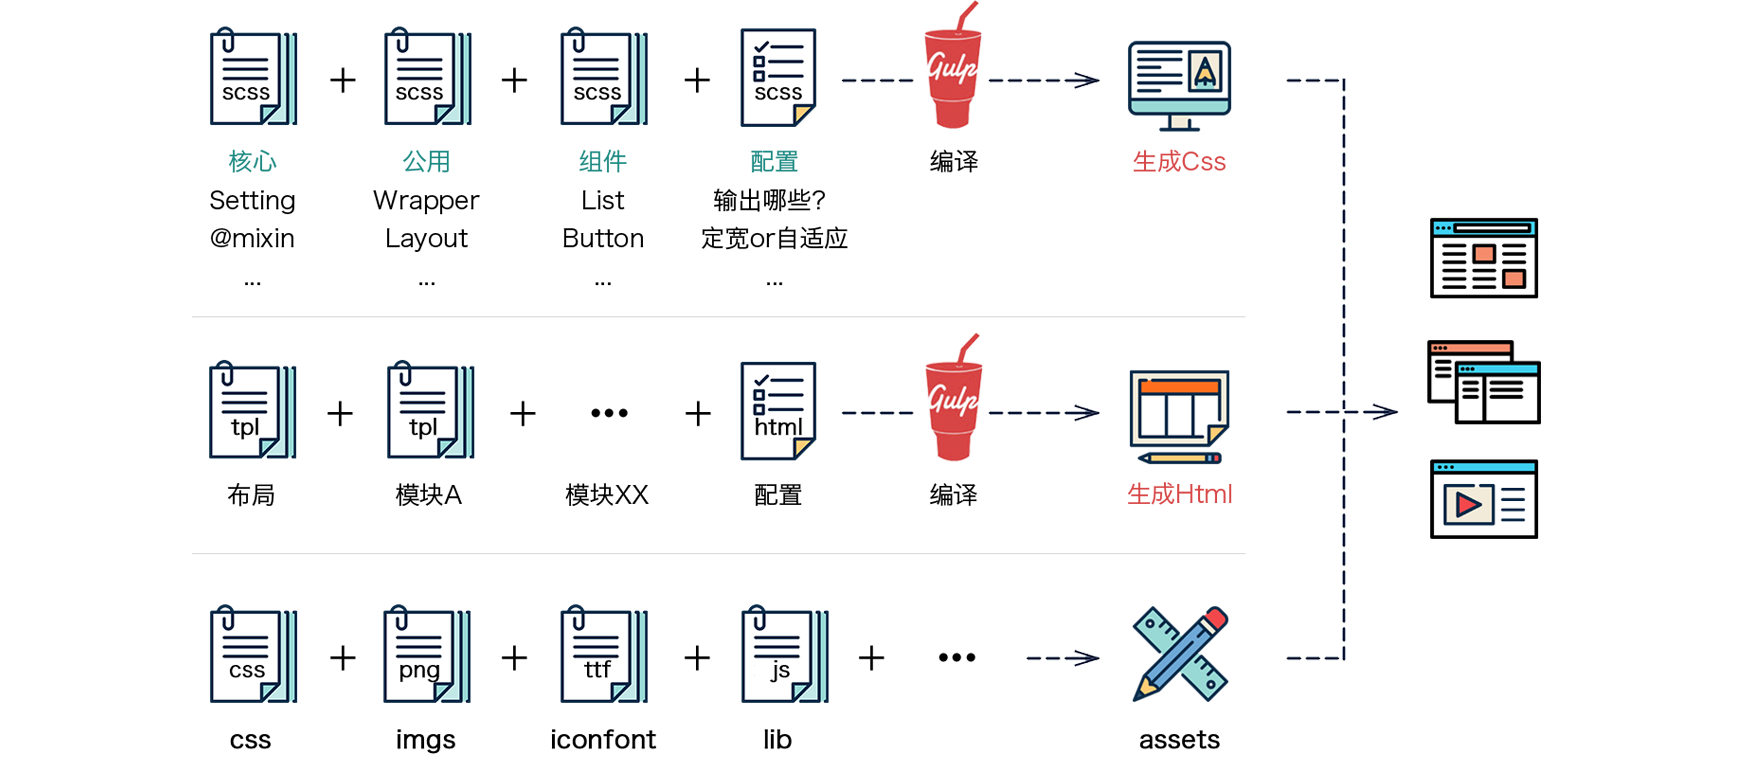 scss
scss
scss
scss
Gulp
核心
公用
组件
配置
编译
生成Css
Setting
Wrapper
List
输出哪些?
@mixin
Layout
Button
定宽or自适应
...
...
...
...
tpl
tpl
...
html
Gulp
布局
模块A
模块XX
配置
编译
生成Html
css
png
ttf
js
...
css
imgs
iconfont
lib
assets